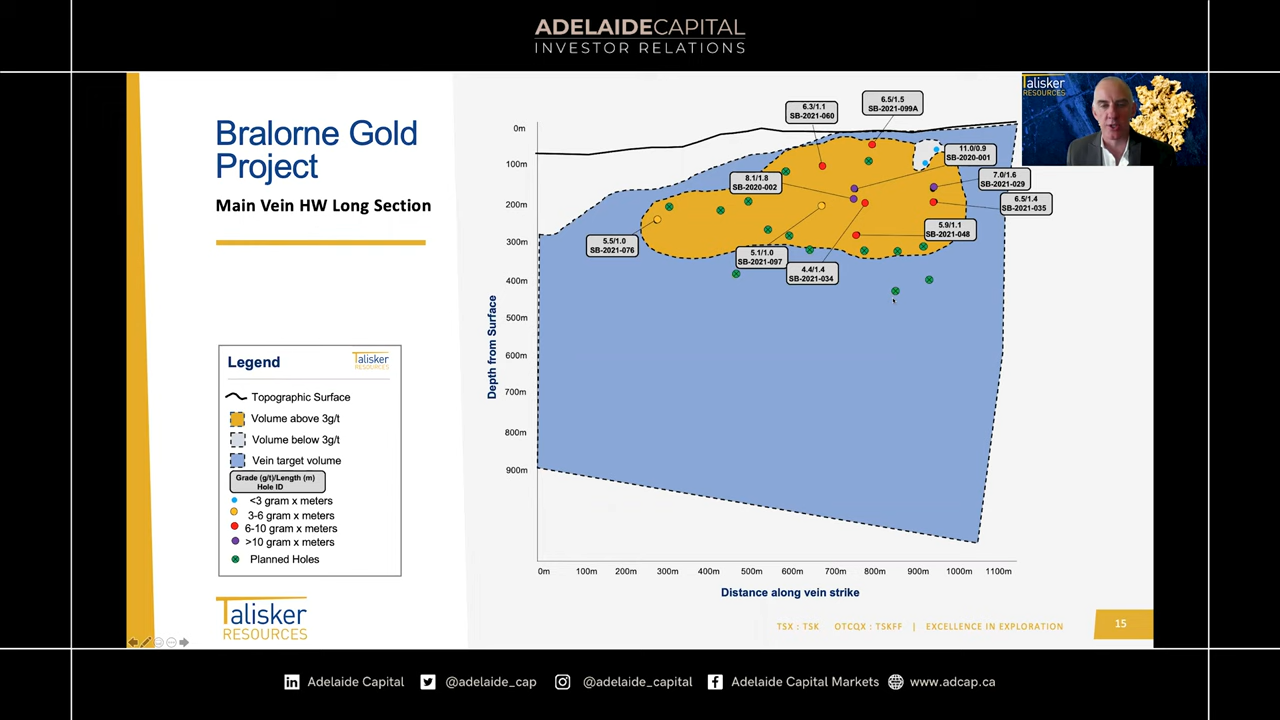 ADELAIDECAPITAL
INVESTOR RELATIONS
Talisker
RESOURCES
Bralorne Gold
Project
Main Vein HW Long Section
Legend
Talisker
RESOURCES
Topographic Surface
Volume above 3g/t
Volume below 3g/t
Vein target volume
Grade (g/t)/Length (m)
Hole ID
<3 gram x meters
3-6 gram x meters
6-10 gram x meters
>10 gram x meters
Planned Holes
Talisker
RESOURCES
Depth from Surface
0m
100m
200m
300m
400m
500m
600m
700m
800m
900m
6.3/1.1
SB-2021-060
6.5/1.5
SB-2021-099A
11.0/0.9
SB-2020-001
8.1/1.8
SB-2020-002
7.0/1.6
SB-2021-029
6.5/1.4
SB-2021-035
5.5/1.0
SB-2021-076
5.9/1.1
SB-2021-048
5.1/1.0
SB-2021-097
4.4/1.4
SB-2021-034
0m 100m 200m 300m 400m 500m 600m 700m 800m 900m 1000m 1100m
Distance along vein strike
TSX : TSK OTCQX : TSKFF | EXCELLENCE IN EXPLORATION
15
Adelaide Capital @adelaide_cap @adelaide_capital Adelaide Capital Markets www.adcap.ca